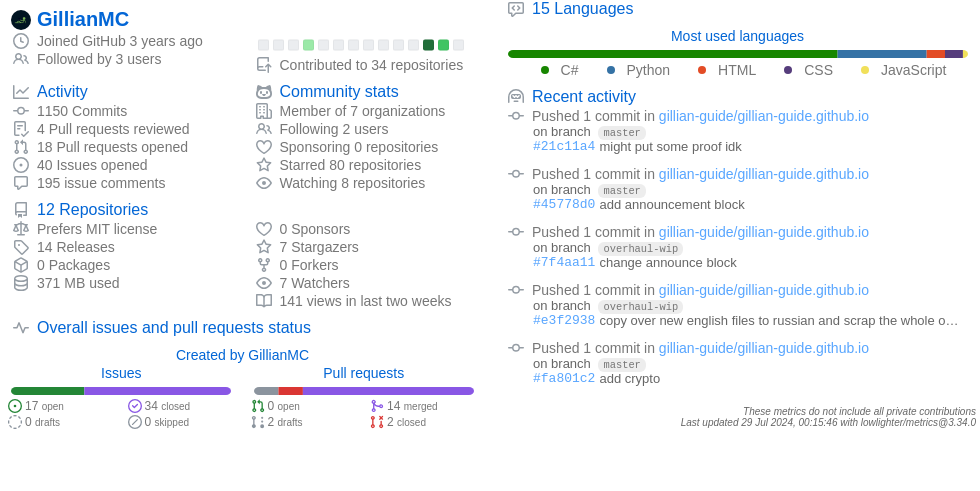 GillianMC
Joined GitHub 3 years ago
Followed by 3 users
Contributed to 34 repositories
Activity
1150 Commits
4 Pull requests reviewed
18 Pull requests opened
40 Issues opened
195 issue comments
Community stats
Member of 7 organizations
Following 2 users
Sponsoring 0 repositories
Starred 80 repositories
Watching 8 repositories
12 Repositories
Prefers MIT license
14 Releases
0 Packages
371 MB used
0 Sponsors
7 Stargazers
0 Forkers
7 Watchers
141 views in last two weeks
Overall issues and pull requests status
Created by GillianMC
Issues
17 open
34 closed
0 drafts
0 skipped
Pull requests
0 open
14 merged
2 drafts
2 closed
15 Languages
Most used languages
C# Python HTML CSS JavaScript
Recent activity
Pushed 1 commit in gillian-guide/gillian-guide.github.io
on branch master
#21c11a4 might put some proof idk
Pushed 1 commit in gillian-guide/gillian-guide.github.io
on branch master
#45778d0 add announcement block
Pushed 1 commit in gillian-guide/gillian-guide.github.io
on branch overhaul-wip
#7f4aa11 change announce block
Pushed 1 commit in gillian-guide/gillian-guide.github.io
on branch overhaul-wip
#e3f2938 copy over new english files to russian and scrap the whole o…
Pushed 1 commit in gillian-guide/gillian-guide.github.io
on branch master
#fa801c2 add crypto
These metrics do not include all private contributions
Last updated 29 Jul 2024, 00:15:46 with lowlighter/metrics@3.34.0